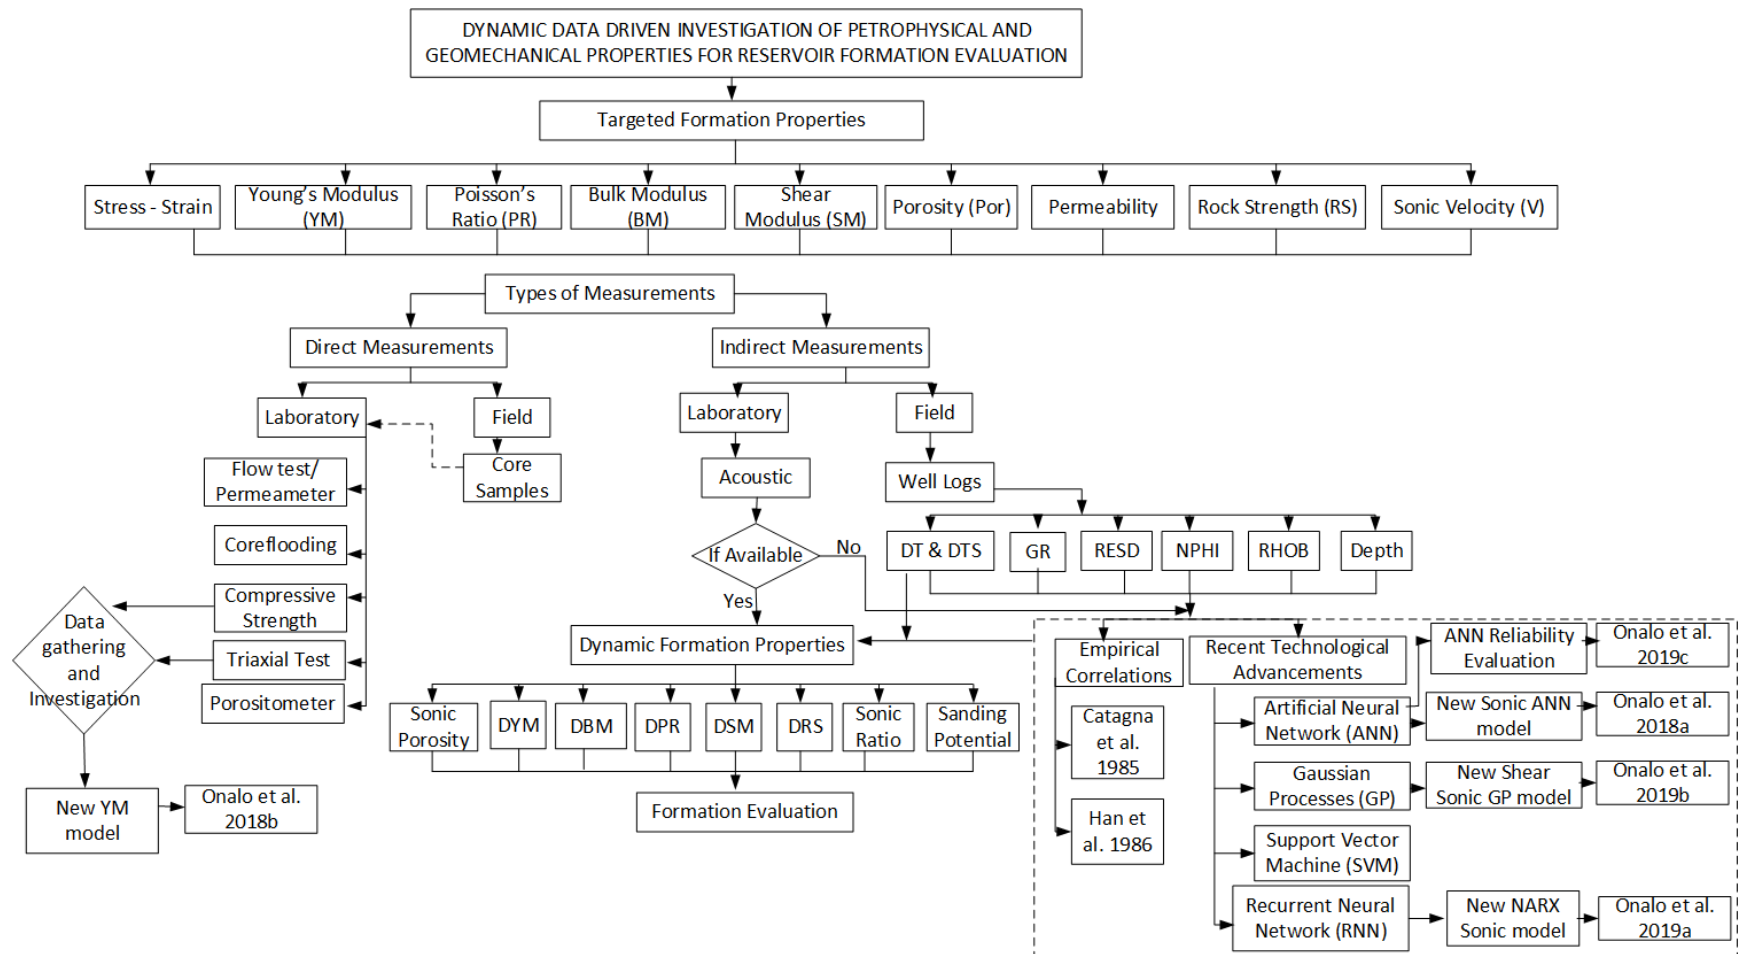 DYNAMIC DATA DRIVEN INVESTIGATION OF PETROPHYSICAL AND
GEOMECHANICAL PROPERTIES FOR RESERVOIR FORMATION EVALUATION
Targeted Formation Properties
Stress - Strain
Young's Modulus
(YM)
Poisson's
Ratio (PR)
Bulk Modulus
(BM)
Shear
Modulus (SM)
Porosity (Por)
Permeability
Rock Strength (RS)
Sonic Velocity (V)
Types of Measurements
Direct Measurements
Indirect Measurements
Laboratory
Field
Core
Samples
Flow test/
Permeameter
Coreflooding
Compressive
Strength
Triaxial Test
Porositometer
Data
gathering
and
Investigation
New YM
model
Onalo et al.
2018b
Laboratory
Field
Acoustic
Well Logs
If Available
No
Yes
DT & DTS
GR
RESD
NPHI
RHOB
Depth
Dynamic Formation Properties
Sonic
Porosity
DYM
DBM
DPR
DSM
DRS
Sonic
Ratio
Sanding
Potential
Formation Evaluation
Empirical
Correlations
Catagna
et al.
1985
Han et
al. 1986
Recent Technological
Advancements
ANN Reliability
Evaluation
Onalo et al.
2019c
Artificial Neural
Network (ANN)
New Sonic ANN
model
Onalo et al.
2018a
Gaussian
Processes (GP)
New Shear
Sonic GP model
Onalo et al.
2019b
Support Vector
Machine (SVM)
Recurrent Neural
Network (RNN)
New NARX
Sonic model
Onalo et al.
2019a